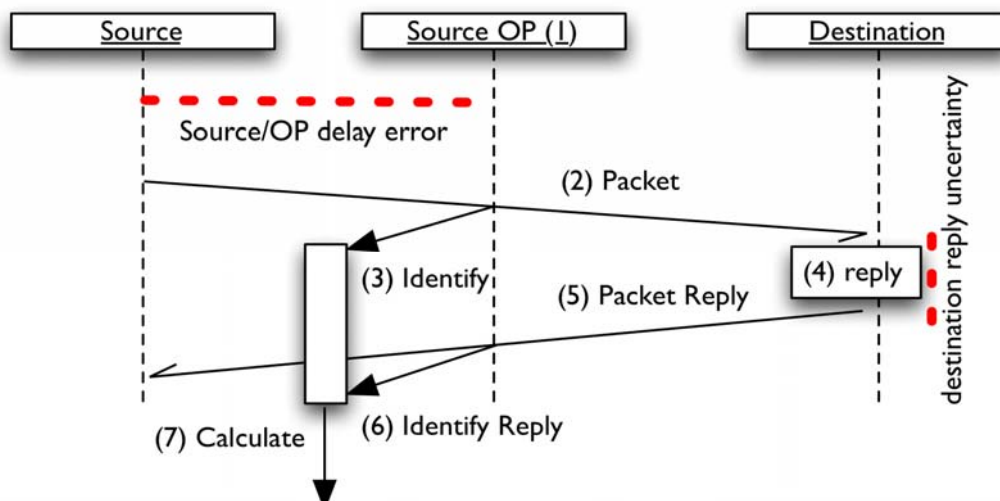 Source
Source OP (1)
Destination
Source/OP delay error
(2) Packet
(3) Identify
(4) reply
(5) Packet Reply
(6) Identify Reply
(7) Calculate
destination reply uncertainty